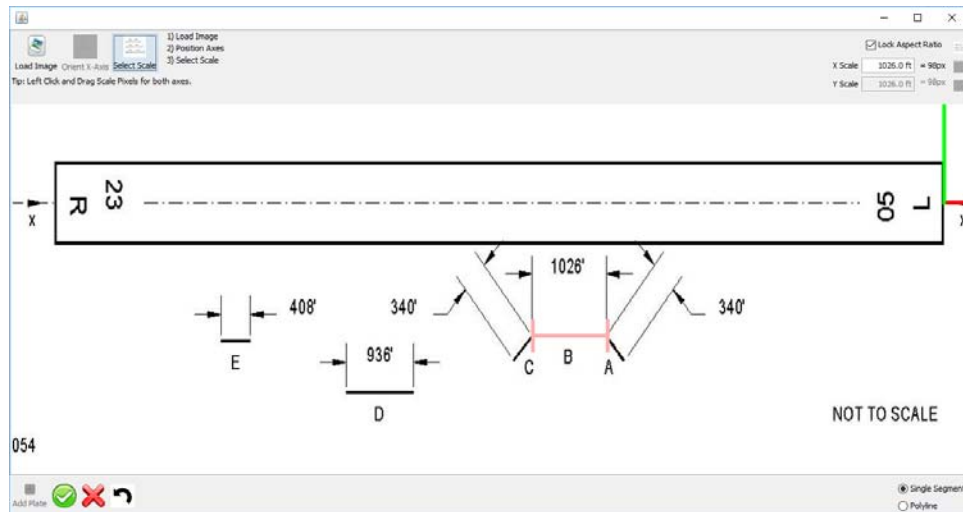 1) Load Image
2) Position Axes
3) Select Scale
Load Image Orient X-Axis Select Scale
Tip: Left Click and Drag Scale Pixels for both axes.
Lock Aspect Ratio
X Scale 1026.0 ft = 98px
Y Scale 1026.0 ft = 98px
R 23
05 L
X
X
1026'
408'
340'
340'
936'
E
C
B
A
D
NOT TO SCALE
054
Add Plate
Single Segment
Polyline